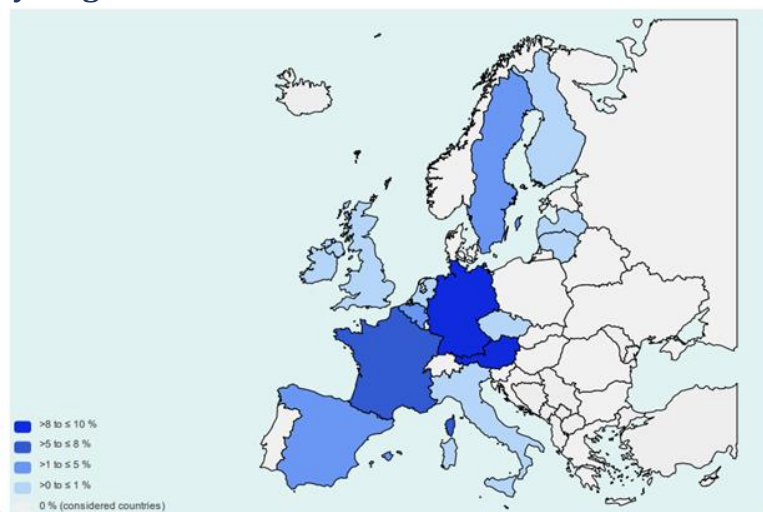 >8 to ≤ 10 %
>5 to ≤ 8 %
>1 to ≤ 5 %
>0 to ≤ 1 %
0 % (considered countries)